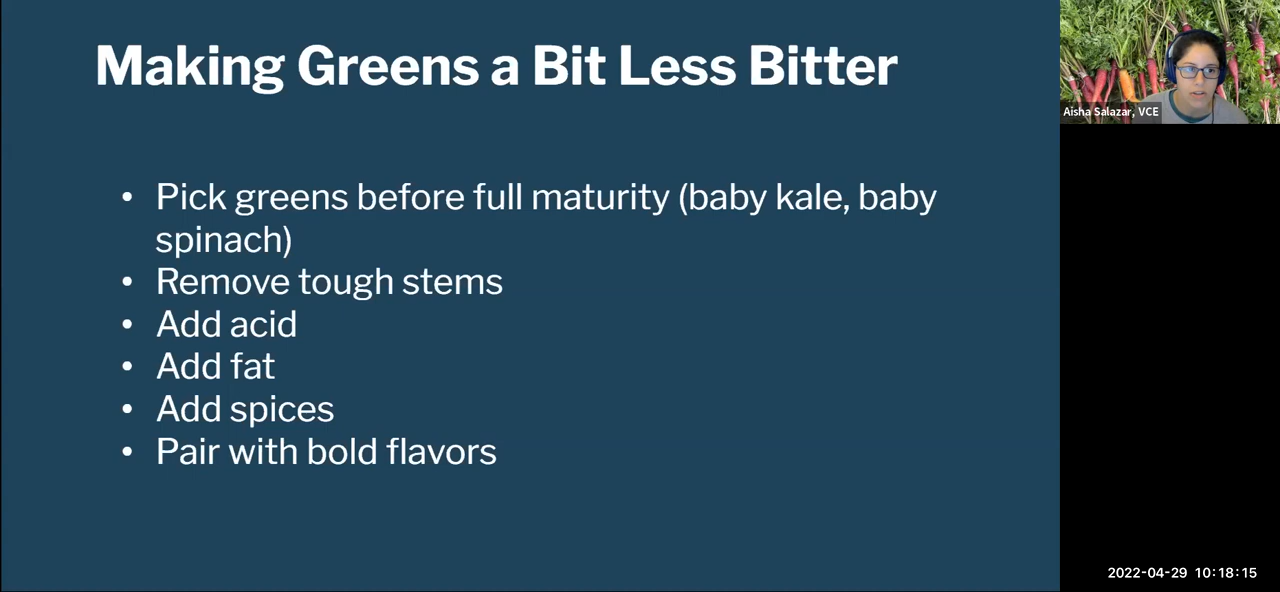 Making Greens a Bit Less Bitter
• Pick greens before full maturity (baby kale, baby
spinach)
• Remove tough stems
• Add acid
• Add fat
• Add spices
• Pair with bold flavors
Aisha Salazar, VCE
2022-04-29 10:18:15